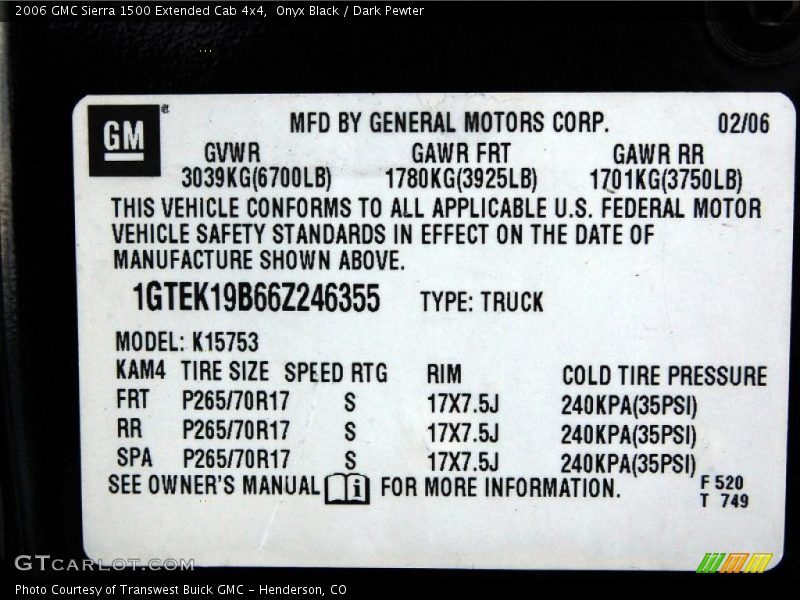 2006 GMC Sierra 1500 Extended Cab 4x4,  Onyx Black / Dark Pewter
GM
MFD BY GENERAL MOTORS CORP. 02/06
GVWR GAWR FRT GAWR RR
3039KG(6700LB) 1780KG(3925LB) 1701KG(3750LB)
THIS VEHICLE CONFORMS TO ALL APPLICABLE U.S. FEDERAL MOTOR
VEHICLE SAFETY STANDARDS IN EFFECT ON THE DATE OF
MANUFACTURE SHOWN ABOVE.
1GTEK19B66Z246355 TYPE: TRUCK
MODEL: K15753
KAM4 TIRE SIZE SPEED RTG RIM COLD TIRE PRESSURE
FRT P265/70R17 S 17X7.5J 240KPA(35PSI)
RR P265/70R17 S 17X7.5J 240KPA(35PSI)
SPA P265/70R17 S 17X7.5J 240KPA(35PSI)
SEE OWNER'S MANUAL i FOR MORE INFORMATION.
F 520
T 749
GTcarlot.com
Photo Courtesy of Transwest Buick GMC - Henderson, CO